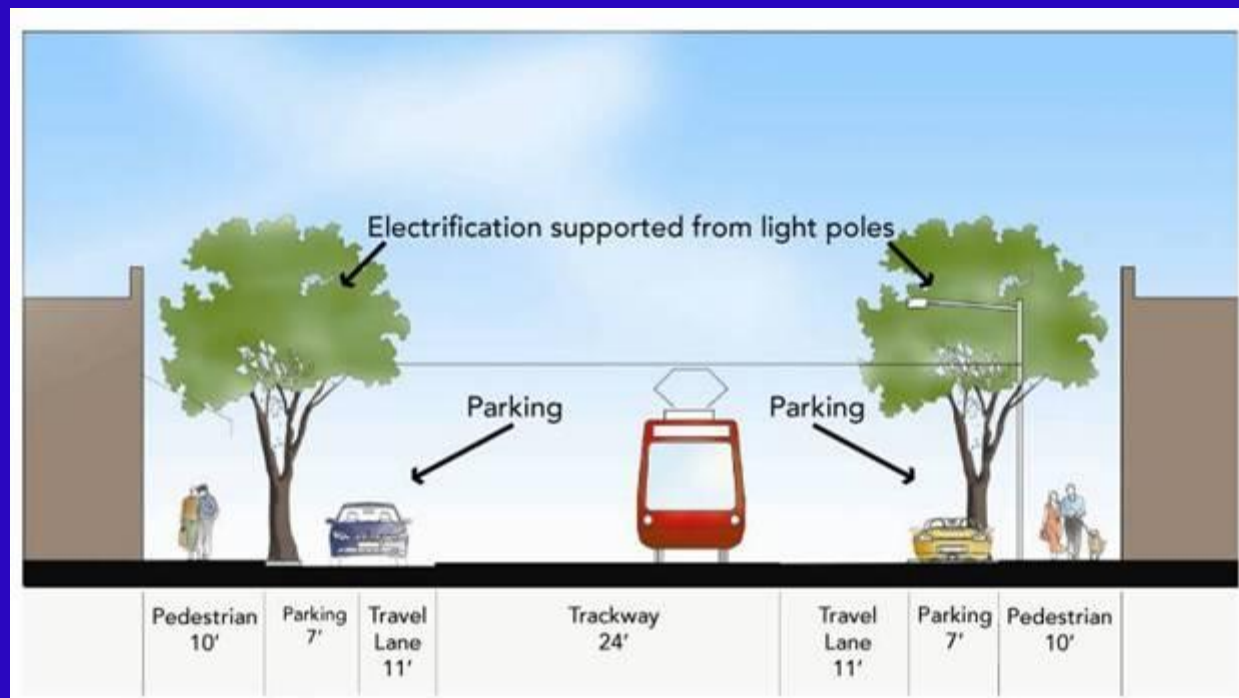 Electrification supported from light poles
Parking
Parking
Pedestrian
10'
Parking
7'
Travel
Lane
11'
Trackway
24'
Travel
Lane
11'
Parking
7'
Pedestrian
10'